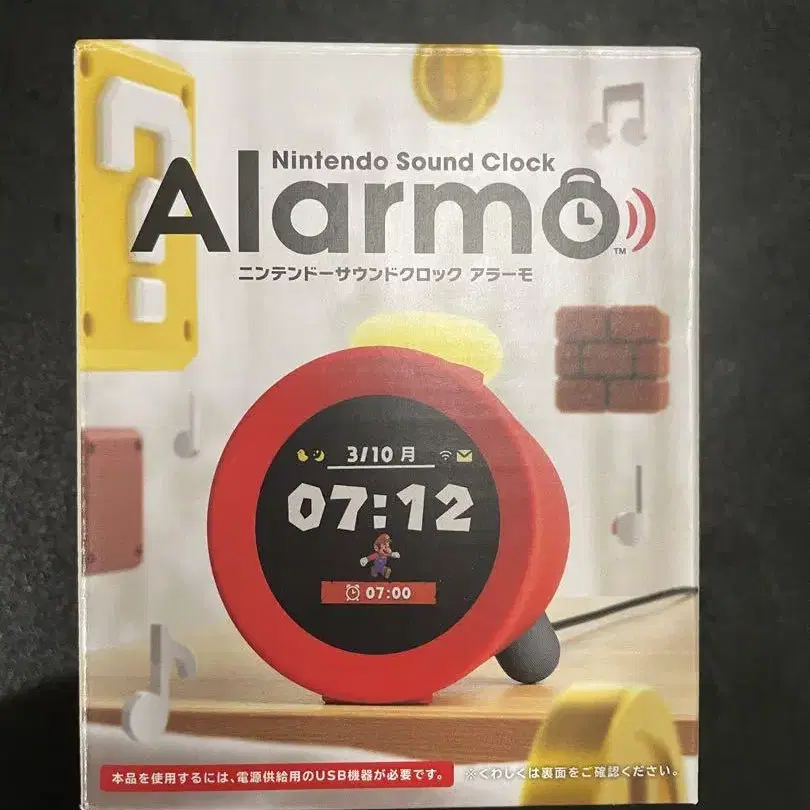 Nintendo Sound Clock
Alarmo
TM
ニンテンドーサウンドクロック アラーモ
3/10 月
07:12
07:00
本品を使用するには、電源供給用のUSB機器が必要です。
※くわしくは裏面をご確認ください。